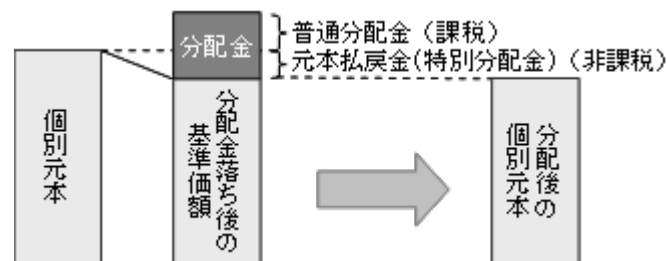 分配金
普通分配金（課税）
元本払戻金(特別分配金)（非課税）
個別元本
分配金落ち後の
基準価額
分配後の
個別元本